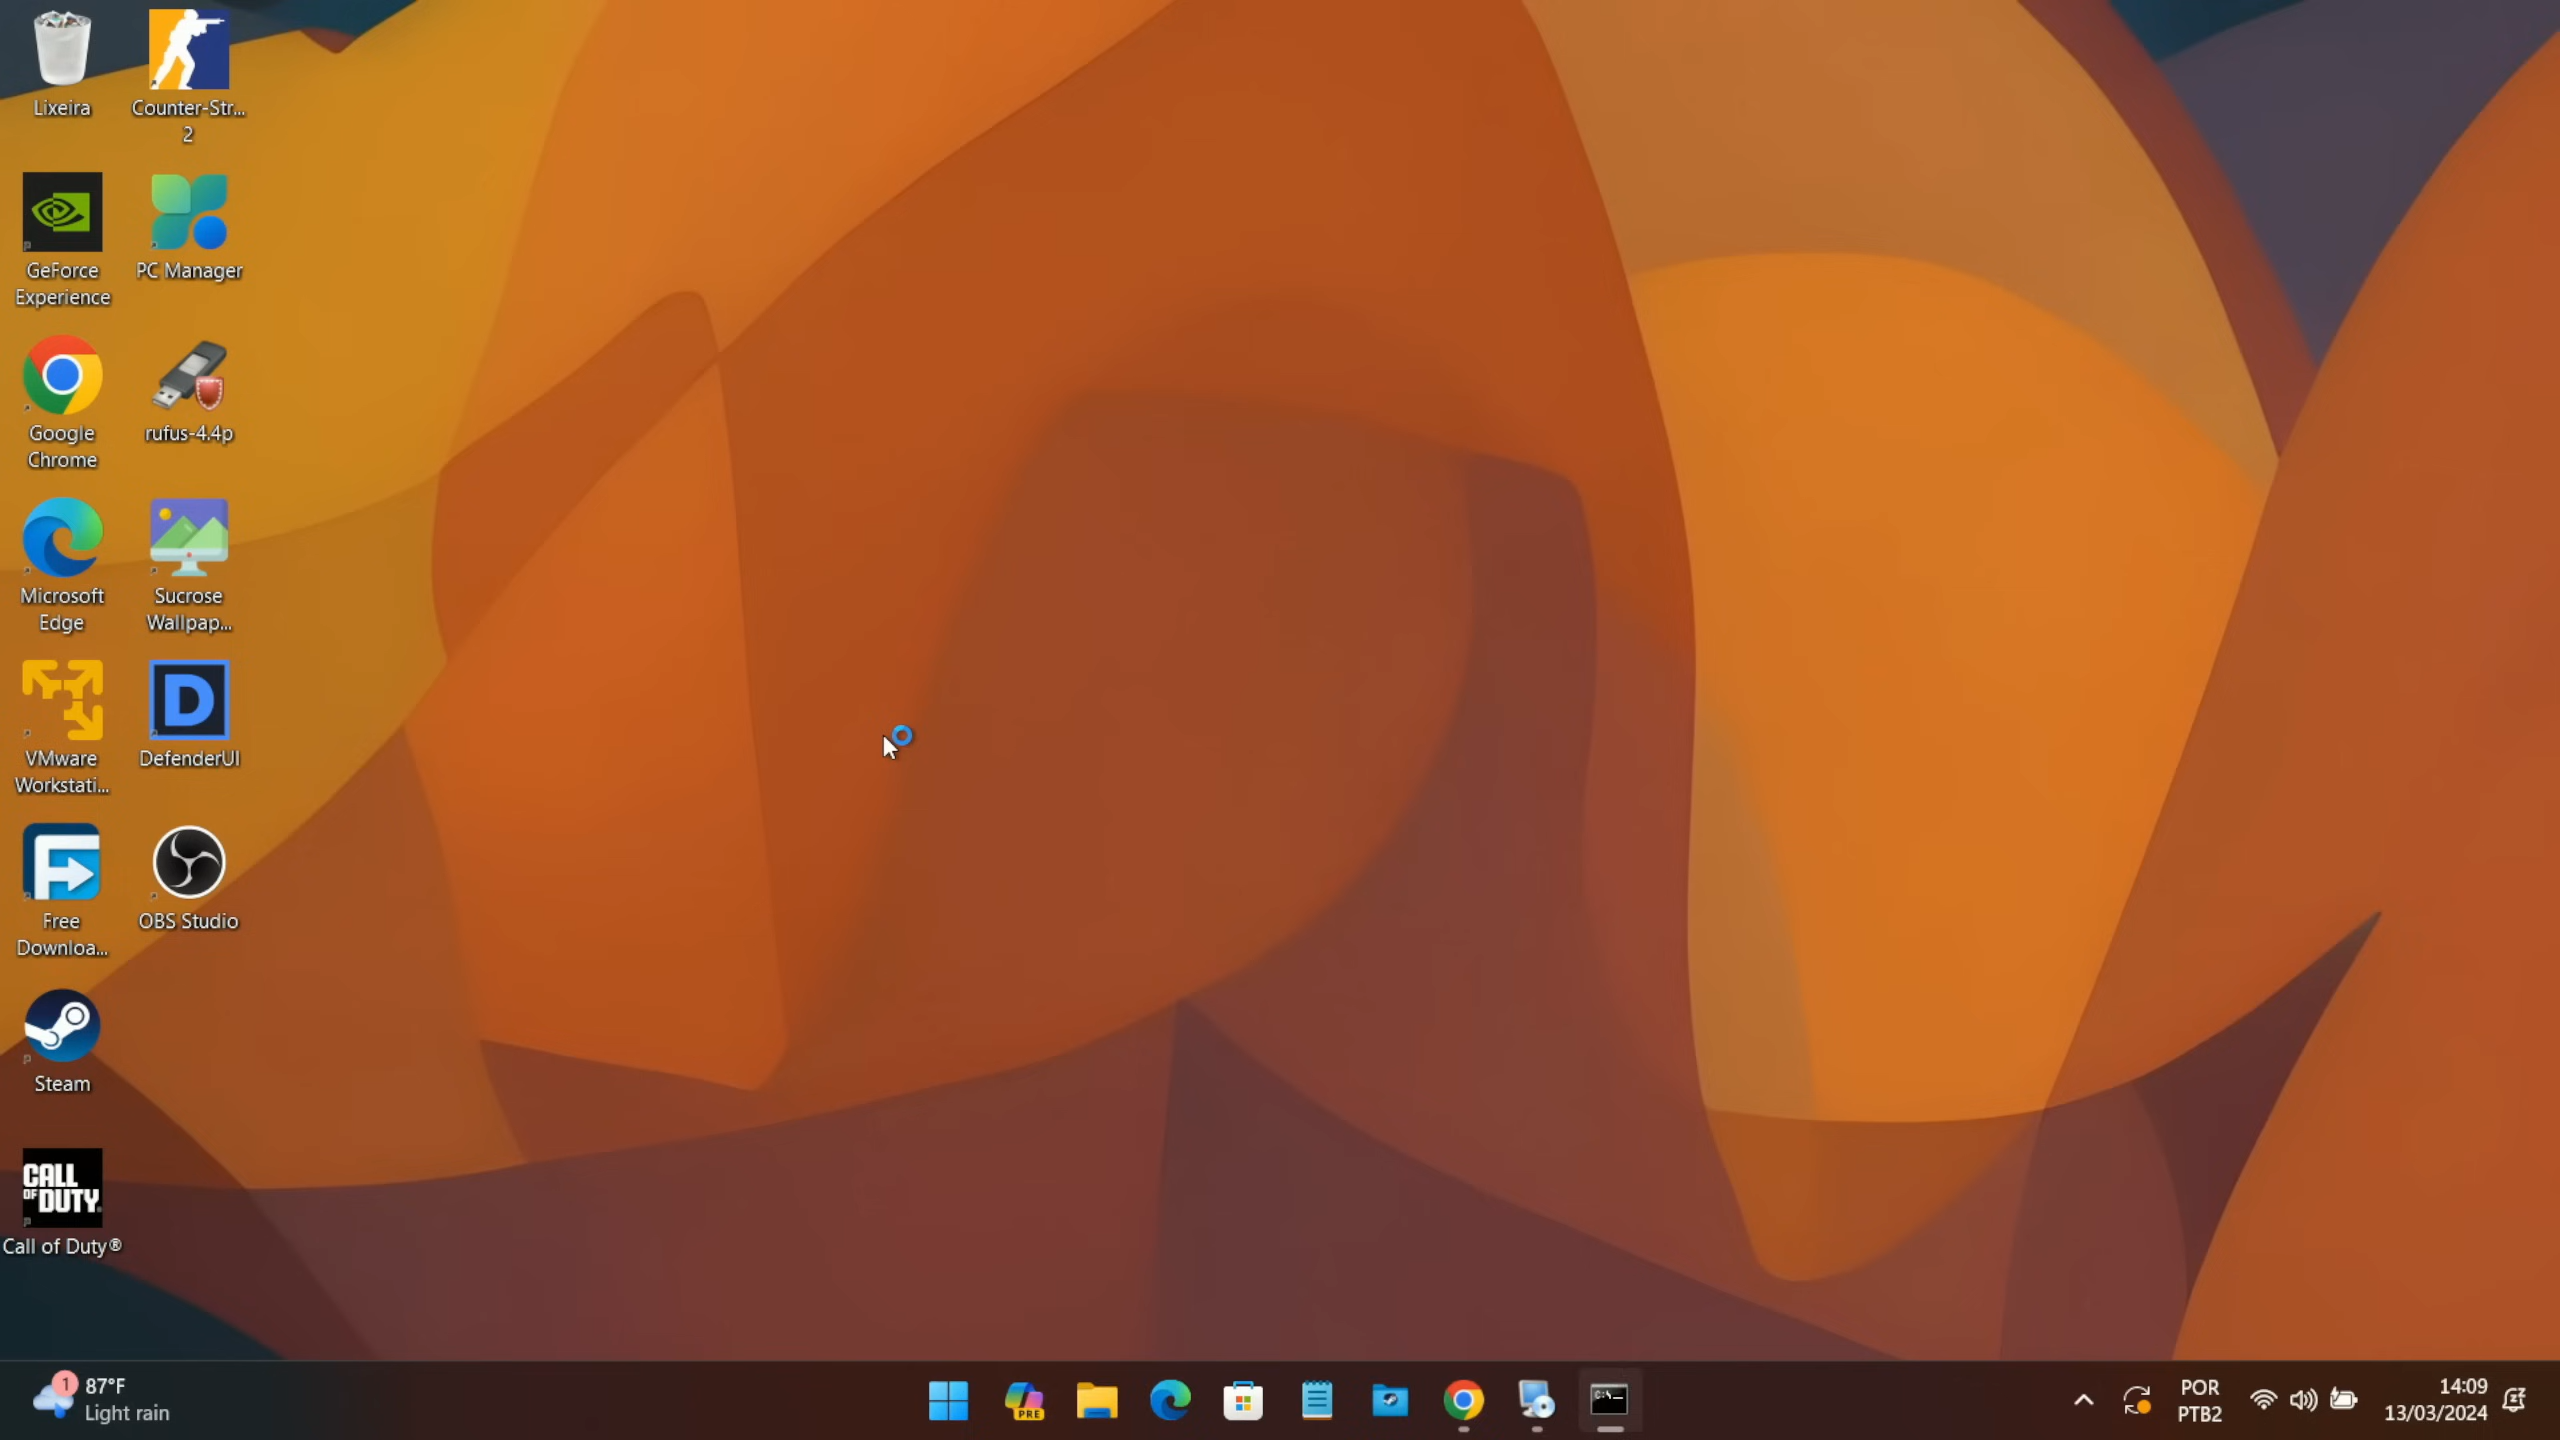 Lixeira
Counter-Str...
2
GeForce
Experience
PC Manager
Google
Chrome
rufus-4.4p
Microsoft
Edge
Sucrose
Wallpap...
VMware
Workstati...
D
DefenderUI
Free
Downloa...
OBS Studio
Steam
CALL
OF DUTY
Call of Duty®
1
87°F
Light rain
PRE
C:\
POR
PTB2
14:09
13/03/2024